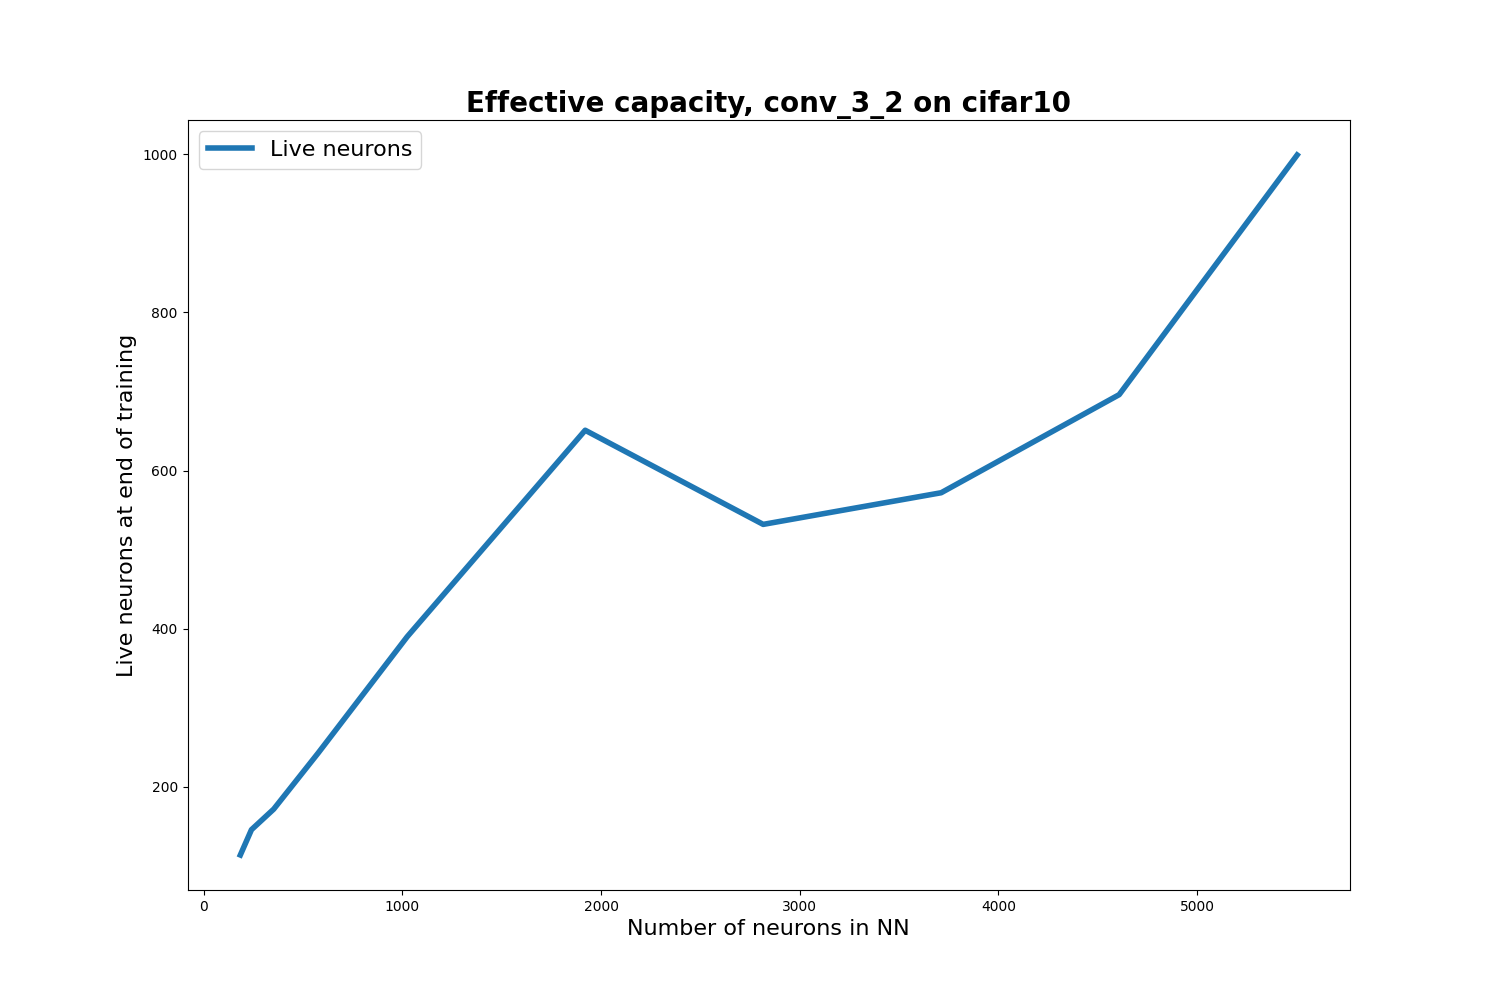 Effective capacity, conv_3_2 on cifar10
Live neurons
1000
800
600
400
200
Live neurons at end of training
0 1000 2000 3000 4000 5000
Number of neurons in NN